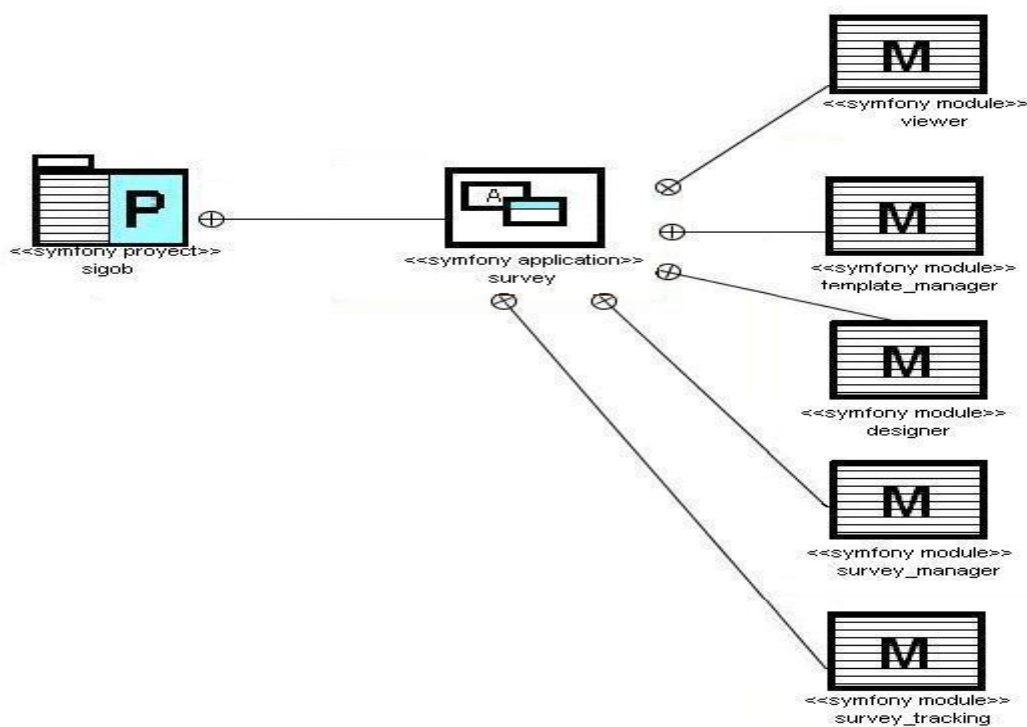 M
<<symfony module>>
viewer
P
<<symfony proyect>>
sigob
A
<<symfony application>>
survey
M
<<symfony module>>
template_manager
M
<<symfony module>>
designer
M
<<symfony module>>
survey_manager
M
<<symfony module>>
survey_tracking